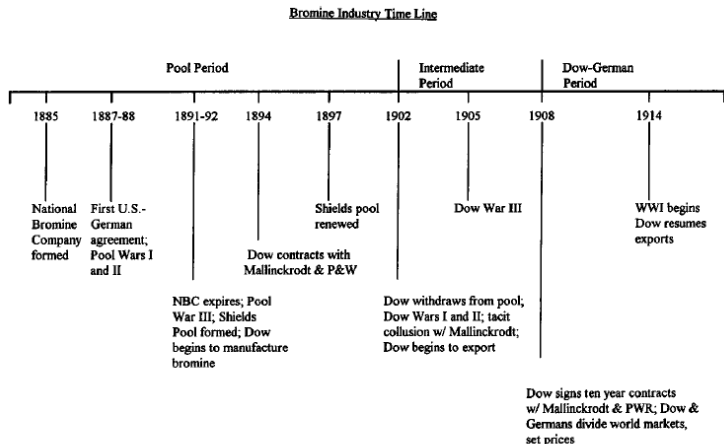 Bromine Industry Time Line
Pool Period
Intermediate
Period
Dow-German
Period
1885
1887-88
1891-92
1894
1897
1902
1905
1908
1914
National
Bromine
Company
formed
First U.S.-
German
agreement;
Pool Wars I
and II
Shields pool
renewed
Dow War III
WWI begins
Dow resumes
exports
Dow contracts with
Mallinckrodt & P&W
NBC expires; Pool
War III; Shields
Pool formed; Dow
begins to manufacture
bromine
Dow withdraws from pool;
Dow Wars I and II; tacit
collusion w/ Mallinckrodt;
Dow begins to export
Dow signs ten year contracts
w/ Mallinckrodt & PWR; Dow &
Germans divide world markets,
set prices